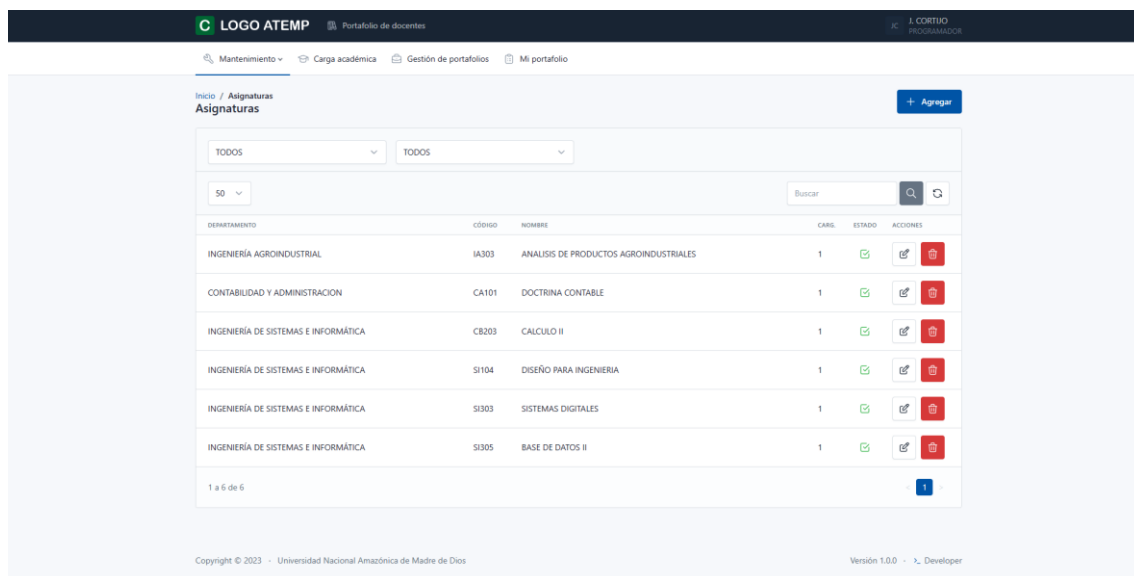 C LOGO ATEMP Portafolio de docentes JC J. CORTIJO
PROGRAMADOR
Mantenimiento Carga académica Gestión de portafolios Mi portafolio
Inicio / Asignaturas
Asignaturas
+ Agregar
TODOS TODOS
50 Buscar
DEPARTAMENTO CÓDIGO NOMBRE CARG. ESTADO ACCIONES
INGENIERÍA AGROINDUSTRIAL IA303 ANALISIS DE PRODUCTOS AGROINDUSTRIALES 1
CONTABILIDAD Y ADMINISTRACION CA101 DOCTRINA CONTABLE 1
INGENIERÍA DE SISTEMAS E INFORMÁTICA CB203 CALCULO II 1
INGENIERÍA DE SISTEMAS E INFORMÁTICA SI104 DISEÑO PARA INGENIERIA 1
INGENIERÍA DE SISTEMAS E INFORMÁTICA SI303 SISTEMAS DIGITALES 1
INGENIERÍA DE SISTEMAS E INFORMÁTICA SI305 BASE DE DATOS II 1
1 a 6 de 6 1
Copyright © 2023 · Universidad Nacional Amazónica de Madre de Dios Versión 1.0.0 · >_ Developer